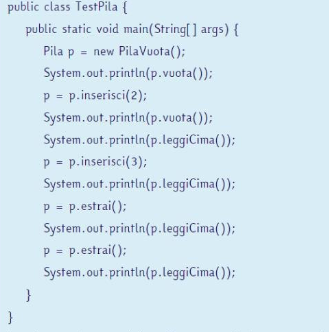 public class TestPila {
public static void main(String[] args) {
Pila p = new PilaVuota();
System.out.println(p.vuota());
p = p.inserisci(2);
System.out.println(p.vuota());
System.out.println(p.leggiCima());
p = p.inserisci(3);
System.out.println(p.leggiCima());
p = p.estrai();
System.out.println(p.leggiCima());
p = p.estrai();
System.out.println(p.leggiCima());
}
}